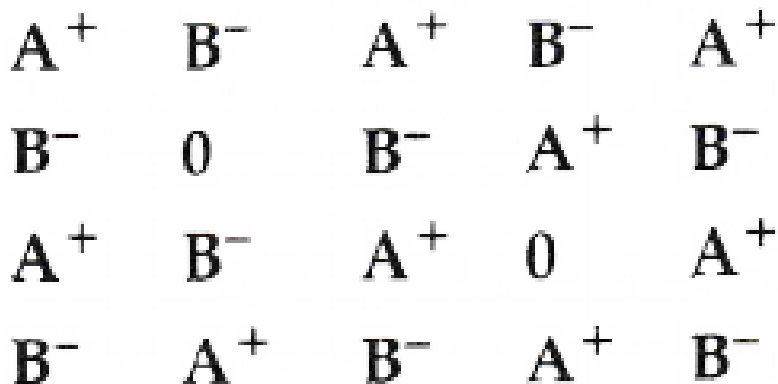 A⁺ B⁻ A⁺ B⁻ A⁺
B⁻ 0 B⁻ A⁺ B⁻
A⁺ B⁻ A⁺ 0 A⁺
B⁻ A⁺ B⁻ A⁺ B⁻